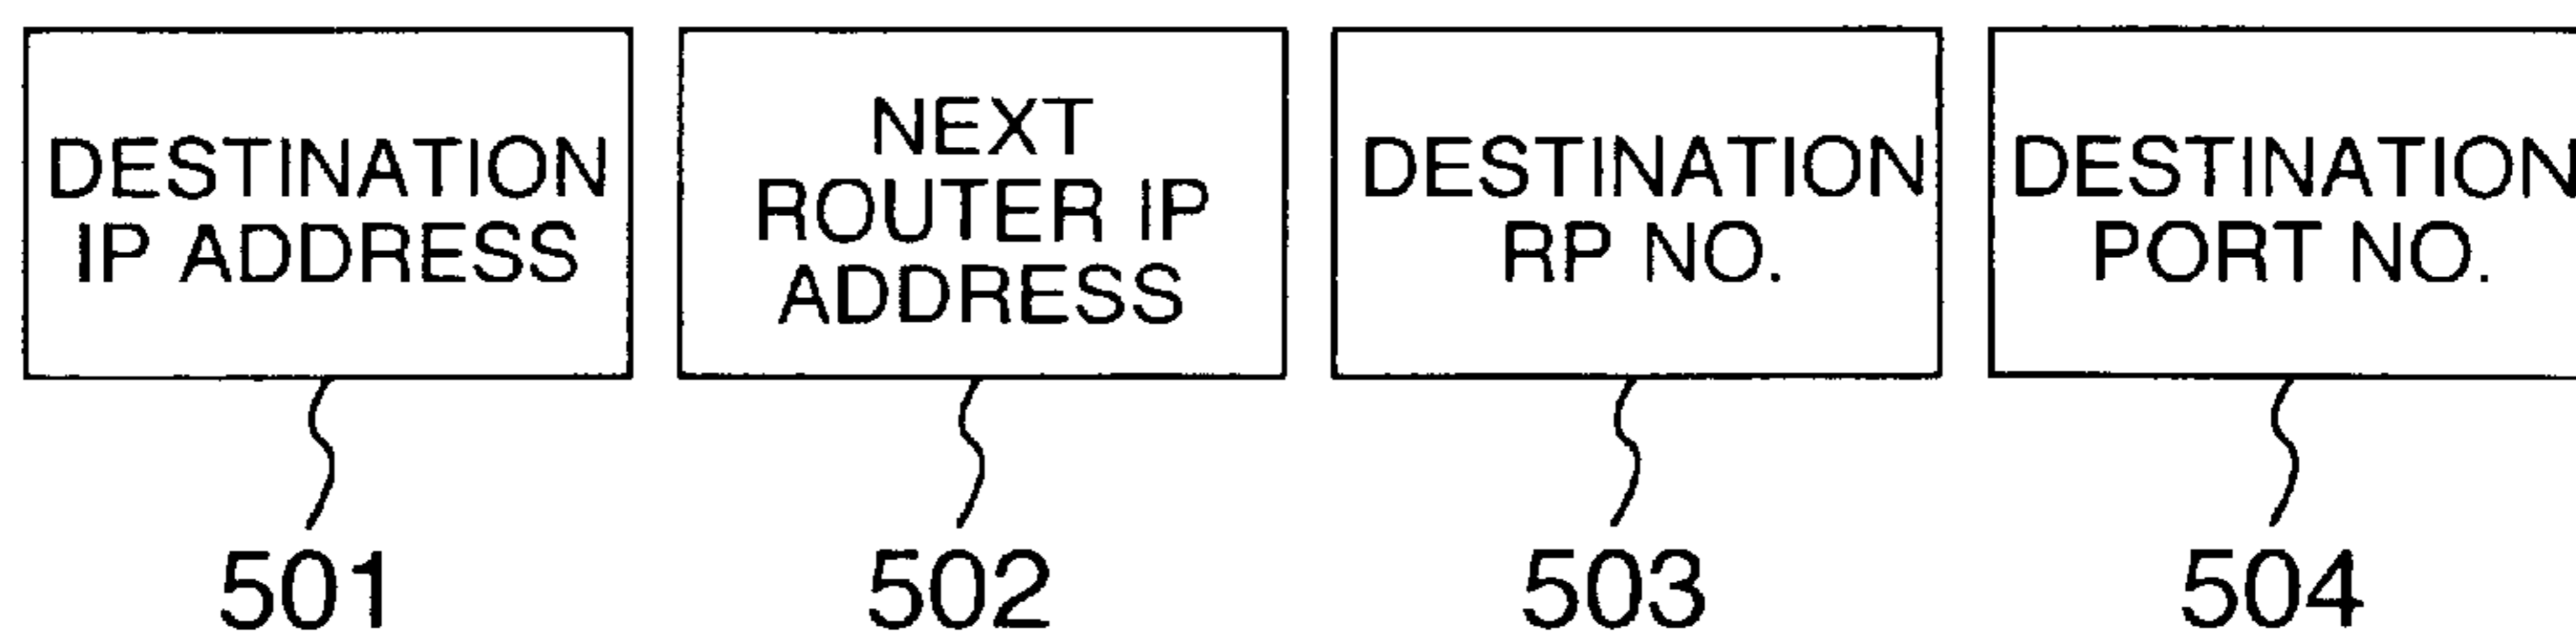 DESTINATION
IP ADDRESS
NEXT
ROUTER IP
ADDRESS
DESTINATION
RP NO.
DESTINATION
PORT NO.
501
502
503
504